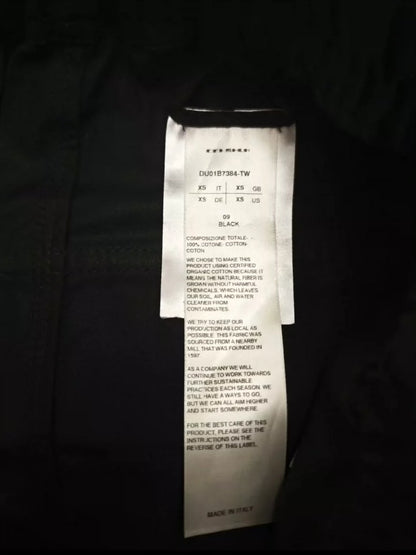 DU01B7384-TW
XS IT XS GB
XS DE XS US
09
BLACK
COMPOSIZIONE TOTALE-
100% COTONE: COTTON-
COTON
WE CHOSE TO MAKE THIS
PRODUCT USING CERTIFIED
ORGANIC COTTON BECAUSE IT
MEANS THE NATURAL FIBER IS
GROWN WITHOUT HARMFUL
CHEMICALS, WHICH LEAVES
OUR SOIL, AIR AND WATER
CLEANER FROM
CONTAMINATES.
WE TRY TO KEEP OUR
PRODUCTION AS LOCAL AS
POSSIBLE. THIS FABRIC WAS
SOURCED FROM A NEARBY
MILL THAT WAS FOUNDED IN
AS A COMPANY WE WILL
CONTINUE TO WORK TOWARDS
FURTHER SUSTAINABLE
PRACTICES EACH SEASON. WE
STILL HAVE A WAYS TO GO,
BUT WE CAN ALL AIM HIGHER
AND START SOMEWHERE.
FOR THE BEST CARE OF THIS
PRODUCT, PLEASE SEE THE
INSTRUCTIONS ON THE
REVERSE OF THIS LABEL.
MADE IN ITALY